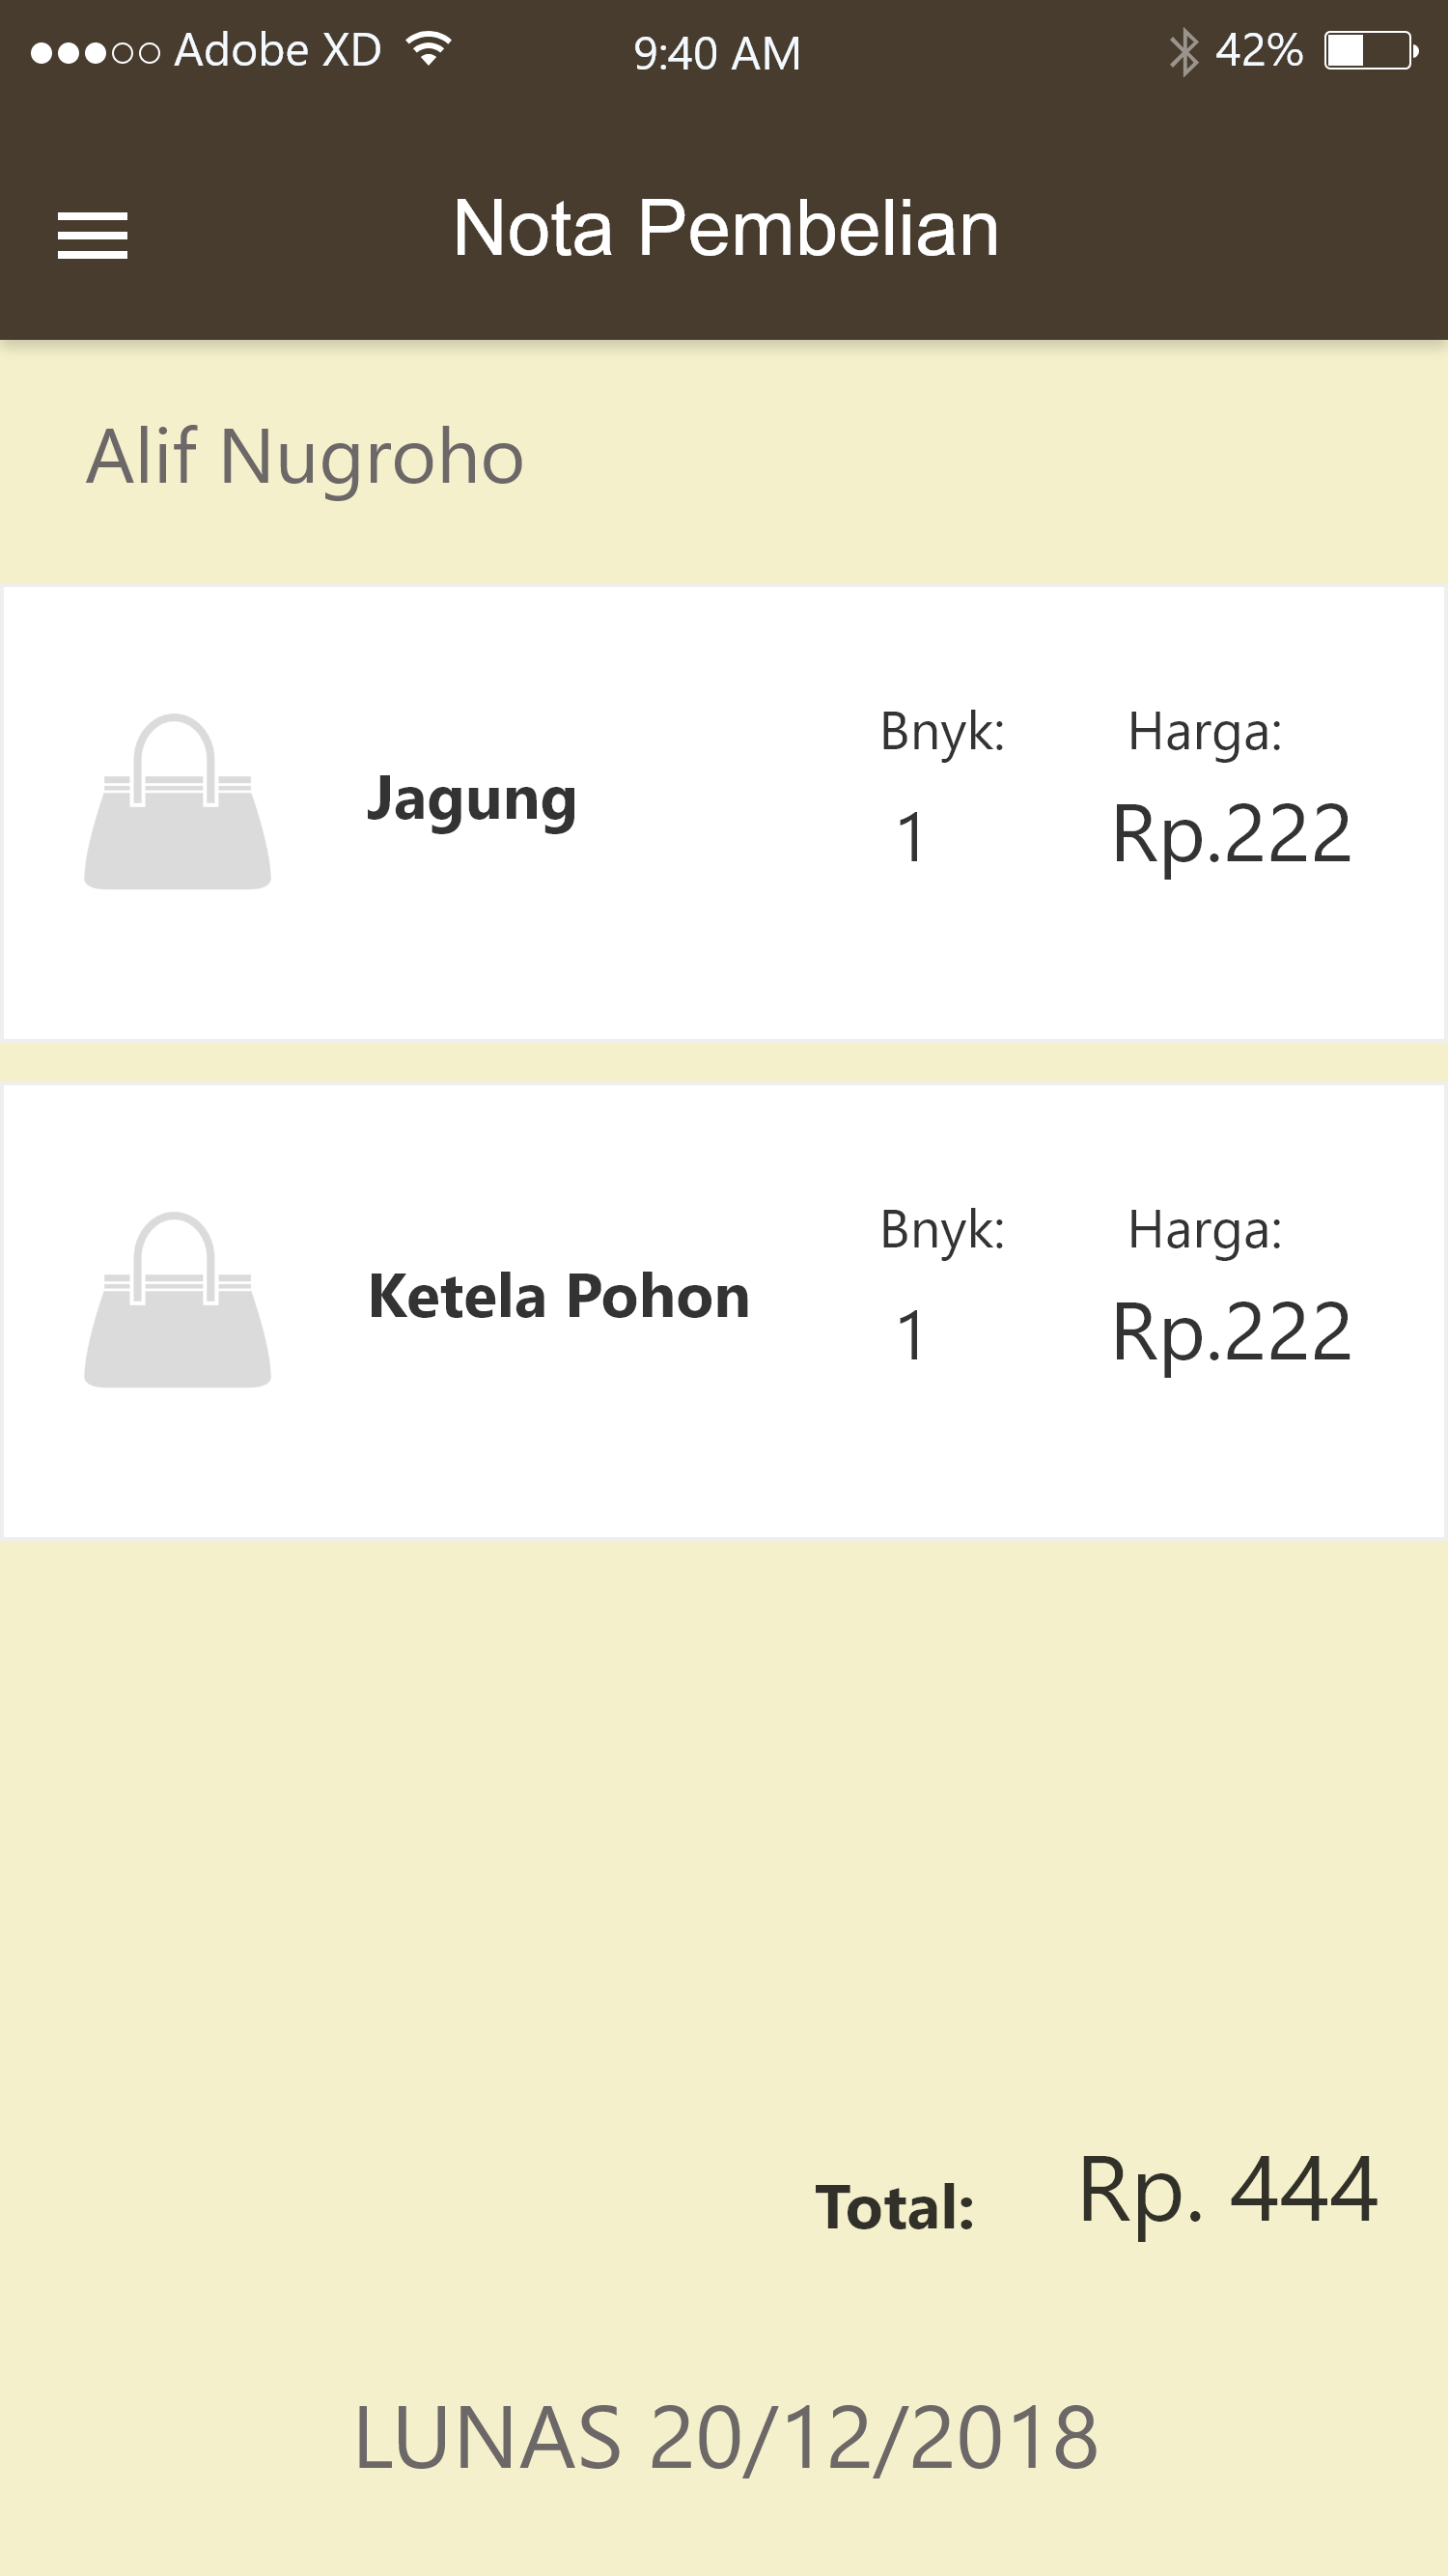 Adobe XD 9:40 AM 42%
Nota Pembelian
Alif Nugroho
Bnyk: Harga:
Jagung
1 Rp.222
Bnyk: Harga:
Ketela Pohon
1 Rp.222
Total: Rp. 444
LUNAS 20/12/2018